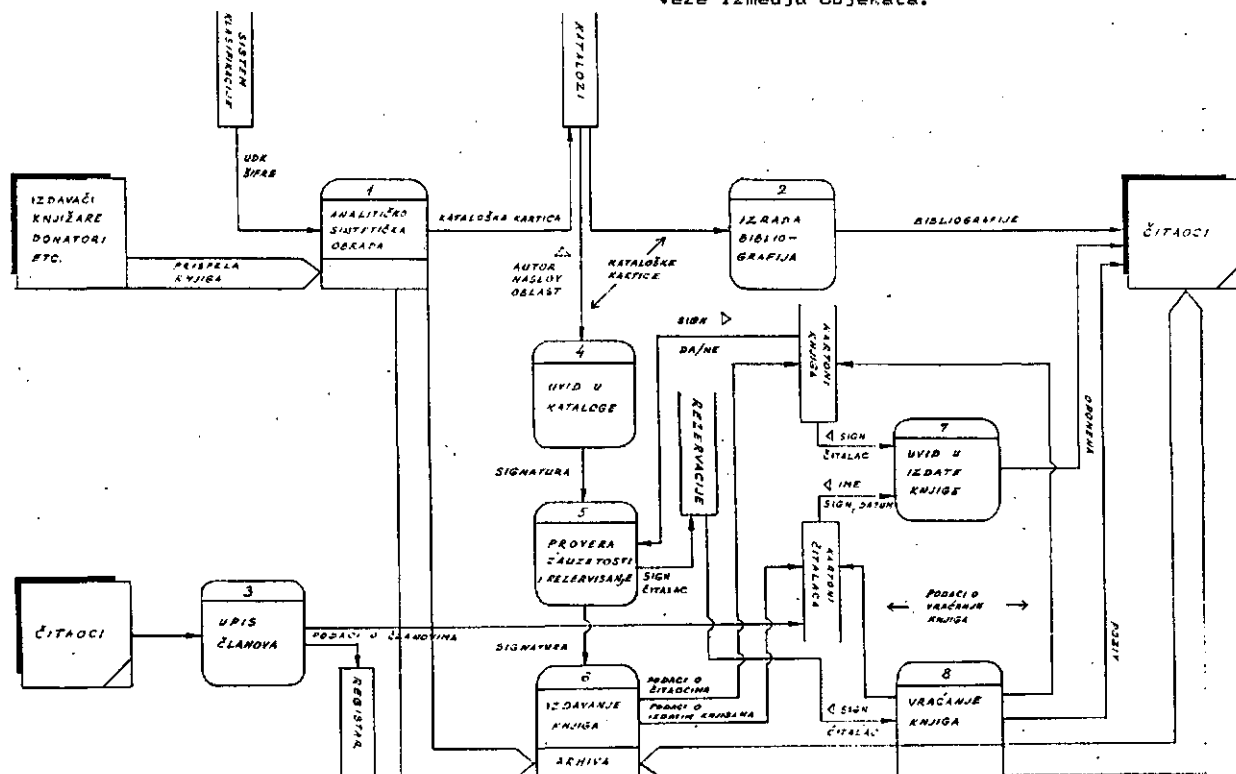 veze izmedju objekata.
SISTEM
KLASIFIKACIJE
KATALOZI
UDK
ŠIFRE
IZDAVAČI
KNJIŽARE
DONATORI
ETC.
PRISPELA
KNJIGA
1
ANALITIČKO
SINTETIČKA
OBRADA
KATALOŠKA KARTICA
2
IZRADA
BIBLIO-
GRAFIJA
BIBLIOGRAFIJE
ČITAOCI
AUTOR
NASLOV
OBLAST
KATALOŠKE
KARTICE
4
UVID U
KATALOGE
SIGN
DA/NE
KARTONI
KNJIGA
REZERVACIJE
SIGN
ČITALAC
7
UVID U
IZDATE
KNJIGE
IME
SIGN, DATUM
OPOMENA
SIGNATURA
5
PROVERA
ZAUZETOSTI
I REZERVISANJE
SIGN
ČITALAC
KARTONI
ČITALACA
PODACI O
VRAĆANJU
KNJIGA
POZIV
ČITAOCI
3
UPIS
ČLANOVA
PODACI O ČLANOVIMA
REGISTAR
SIGNATURA
6
IZDAVANJE
KNJIGA
ARHIVA
PODACI O
ČITAOCIMA
PODACI O
IZDATIM KNJIGAMA
SIGN
ČITALAC
8
VRAĆANJE
KNJIGA